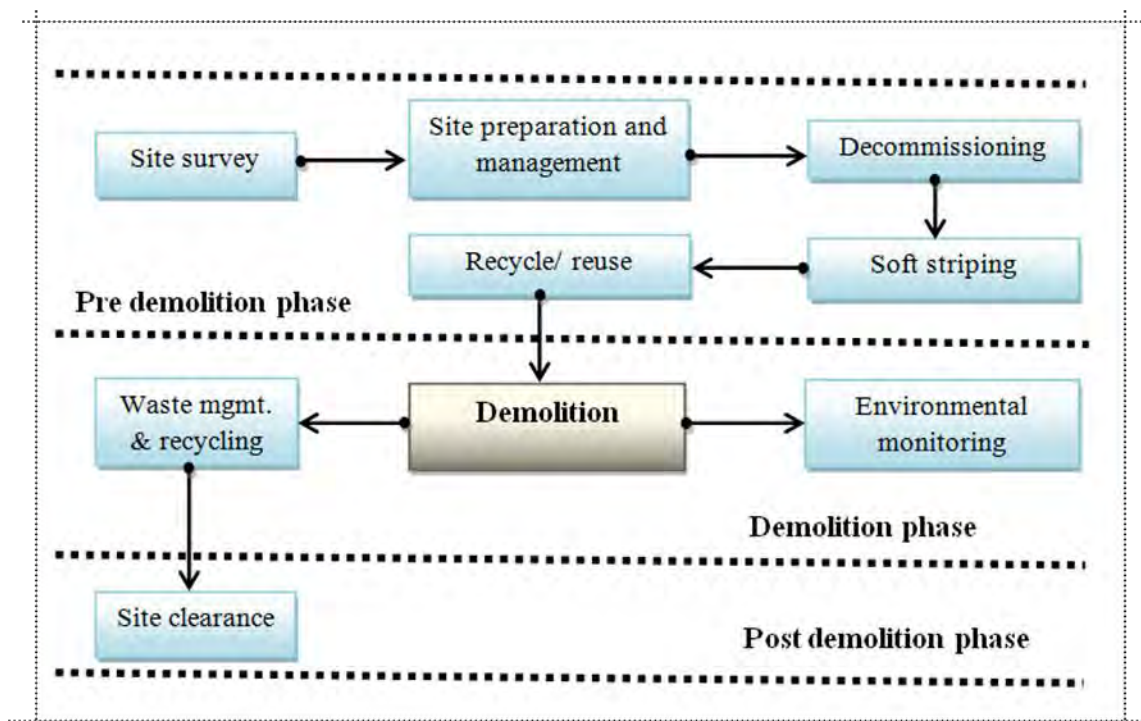 Site survey
Site preparation and
management
Decommissioning
Recycle/ reuse
Soft striping
Pre demolition phase
Waste mgmt.
& recycling
Demolition
Environmental
monitoring
Demolition phase
Site clearance
Post demolition phase